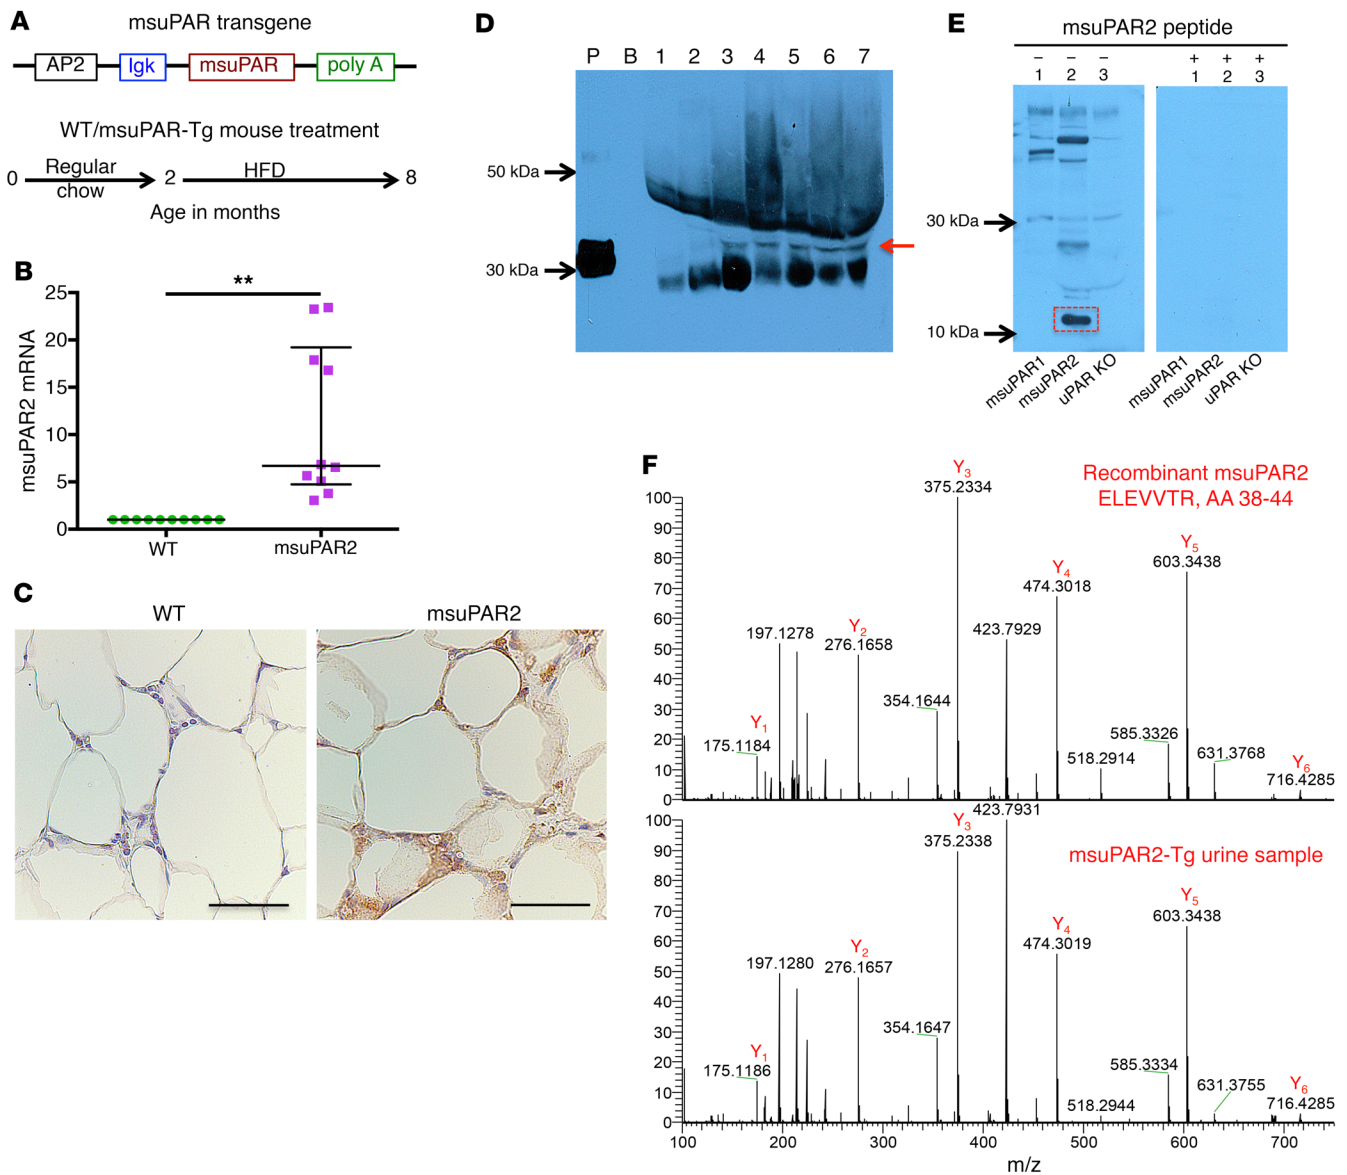 A
msuPAR transgene
AP2
Igk
msuPAR
poly A
WT/msuPAR-Tg mouse treatment
0
Regular
chow
2
HFD
8
Age in months
B
**
msuPAR2 mRNA
25
20
15
10
5
0
WT
msuPAR2
C
WT
msuPAR2
D
P B 1 2 3 4 5 6 7
50 kDa
30 kDa
E
msuPAR2 peptide
– – –
1 2 3
+ + +
1 2 3
30 kDa
10 kDa
msuPAR1
msuPAR2
uPAR KO
msuPAR1
msuPAR2
uPAR KO
F
Recombinant msuPAR2
ELEVVTR, AA 38-44
100
90
80
70
60
50
40
30
20
10
0
Y1
175.1184
197.1278
Y2
276.1658
354.1644
Y3
375.2334
423.7929
Y4
474.3018
518.2914
585.3326
Y5
603.3438
631.3768
Y6
716.4285
msuPAR2-Tg urine sample
100
90
80
70
60
50
40
30
20
10
0
Y1
175.1186
197.1280
Y2
276.1657
354.1647
Y3
375.2338
423.7931
Y4
474.3019
518.2944
585.3334
Y5
603.3438
631.3755
Y6
716.4285
100 200 300 400 500 600 700
m/z